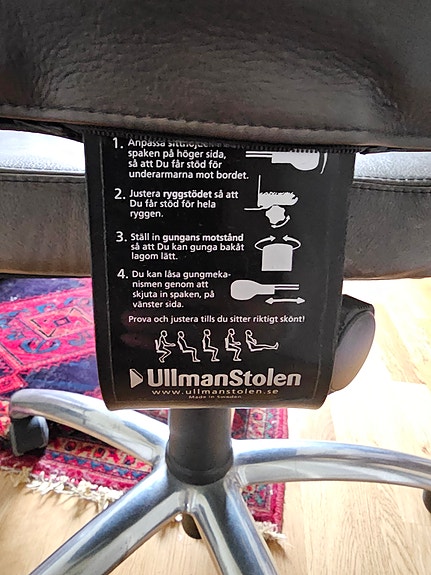 1. Anpassa sitthöjden
spaken på höger sida,
så att Du får stöd för
underarmarna mot bordet.
2. Justera ryggstödet så att
Du får stöd för hela
ryggen.
3. Ställ in gungans motstånd
så att Du kan gunga bakåt
lagom lätt.
4. Du kan låsa gungmeka-
nismen genom att
skjuta in spaken, på
vänster sida.
Prova och justera tills du sitter riktigt skönt!
UllmanStolen
www.ullmanstolen.se
Made in Sweden